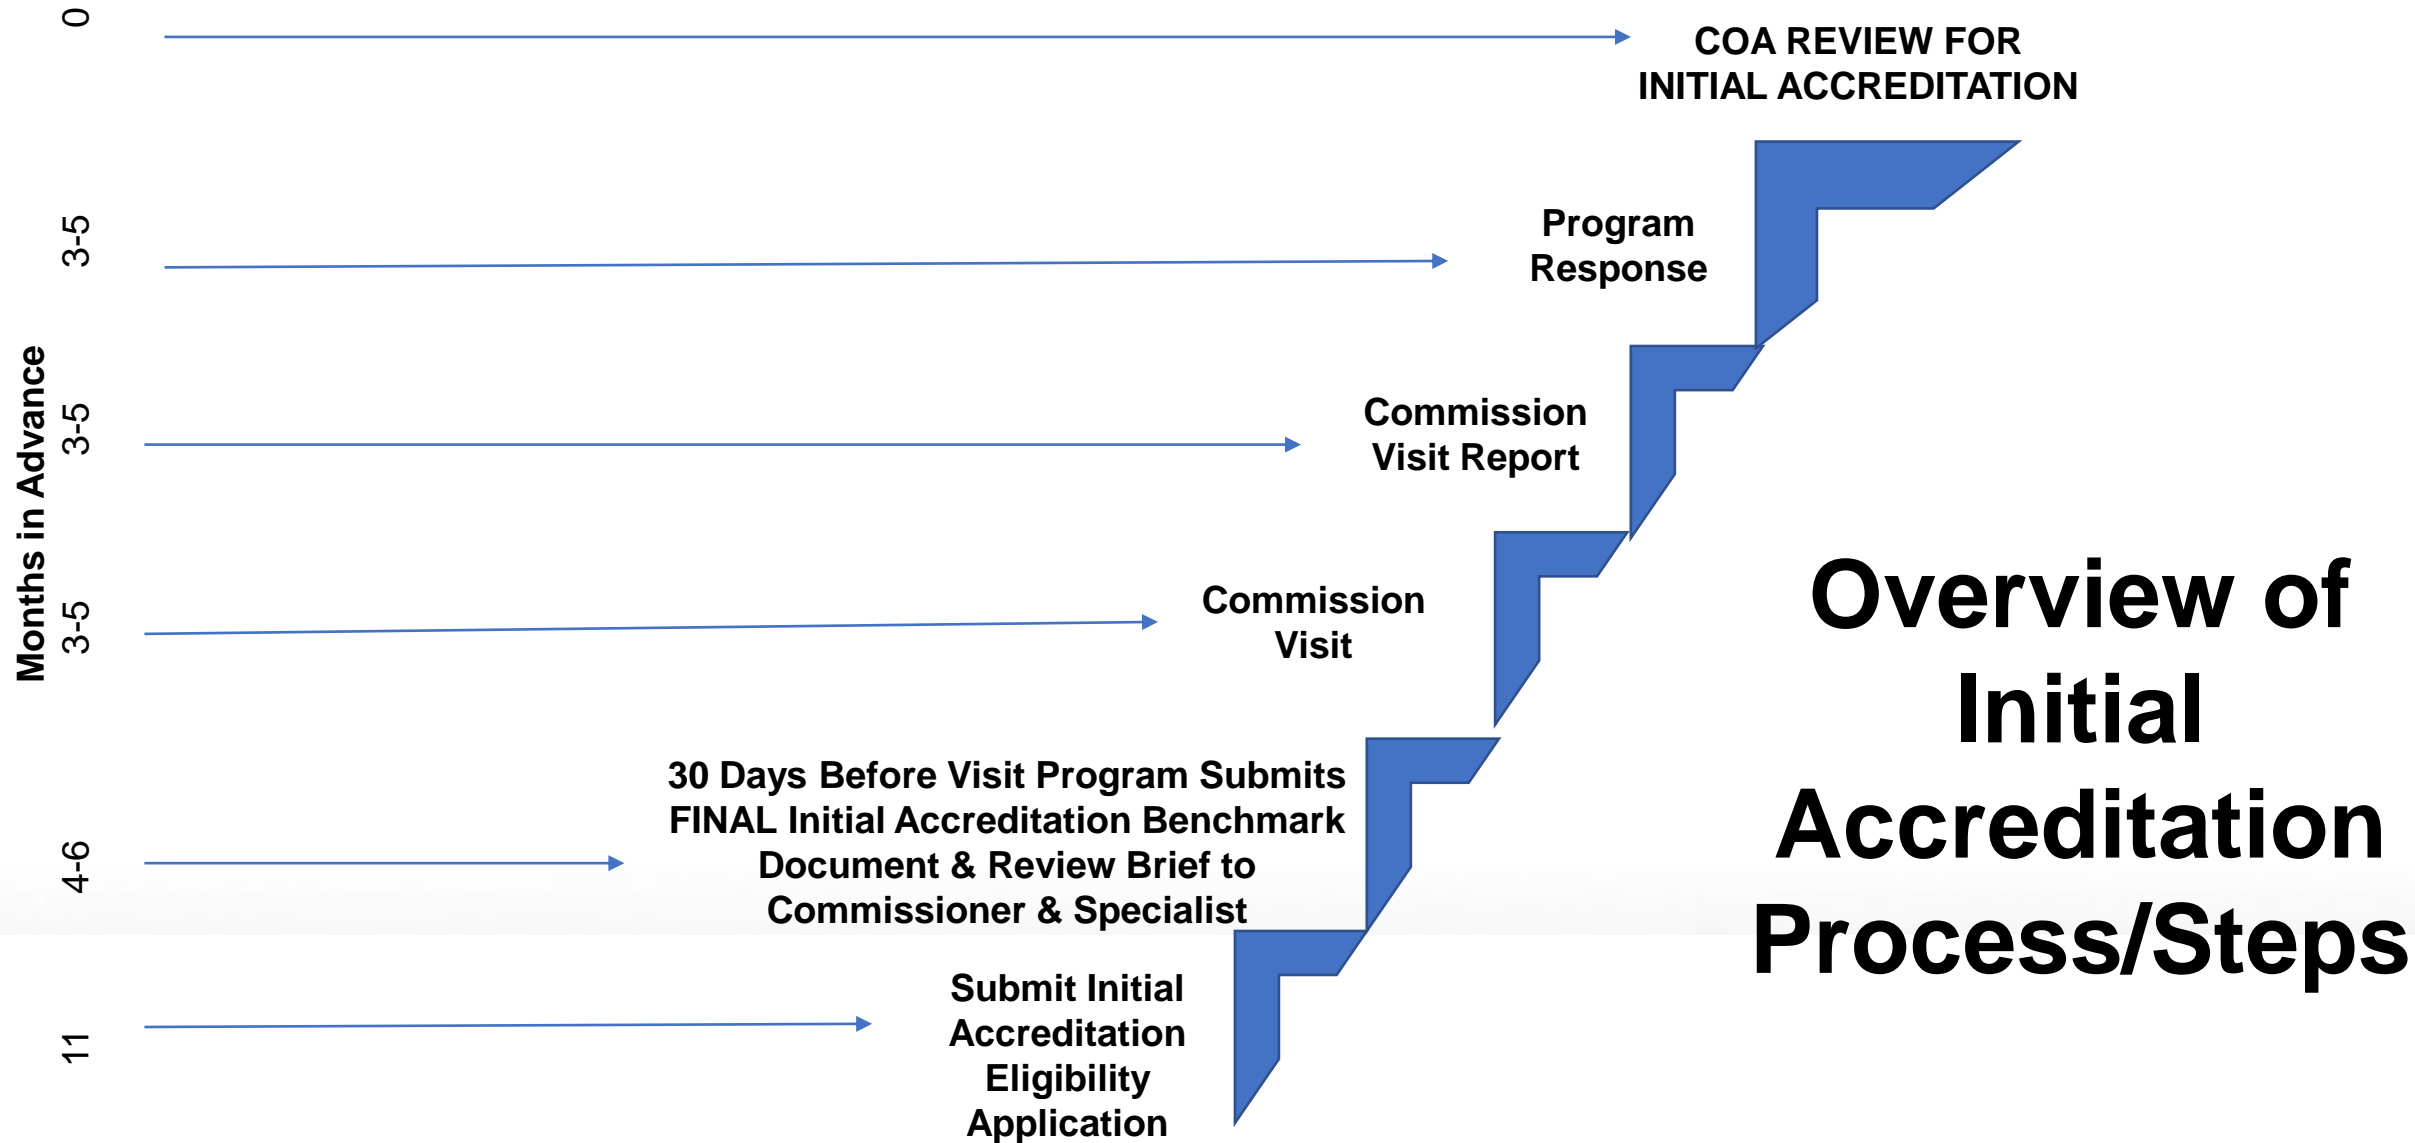 0
COA REVIEW FOR
INITIAL ACCREDITATION
3-5
Program
Response
Months in Advance
3-5
Commission
Visit Report
3-5
Commission
Visit
4-6
30 Days Before Visit Program Submits
FINAL Initial Accreditation Benchmark
Document & Review Brief to
Commissioner & Specialist
11
Submit Initial
Accreditation
Eligibility
Application
Overview of
Initial
Accreditation
Process/Steps